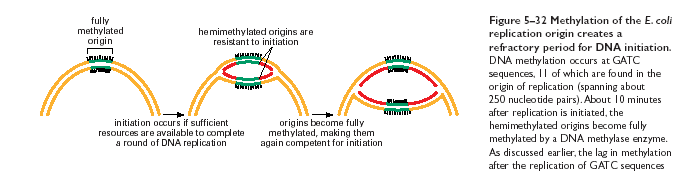 fully
methylated
origin
hemimethylated origins are
resistant to initiation
initiation occurs if sufficient
resources are available to complete
a round of DNA replication
origins become fully
methylated, making them
again competent for initiation
Figure 5–32 Methylation of the E. coli
replication origin creates a
refractory period for DNA initiation.
DNA methylation occurs at GATC
sequences, 11 of which are found in the
origin of replication (spanning about
250 nucleotide pairs). About 10 minutes
after replication is initiated, the
hemimethylated origins become fully
methylated by a DNA methylase enzyme.
As discussed earlier, the lag in methylation
after the replication of GATC sequences